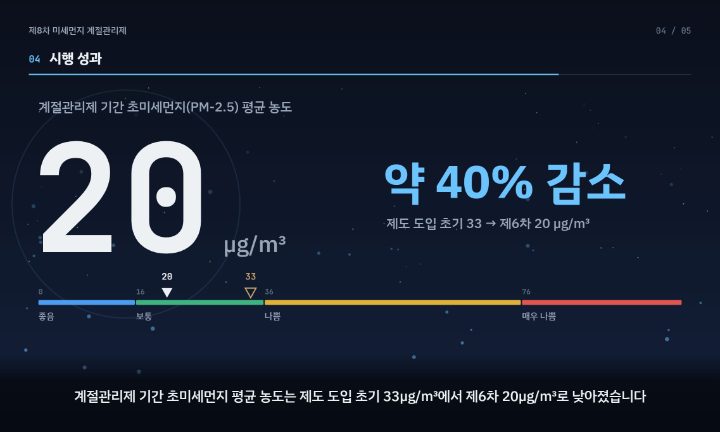 제8차 미세먼지 계절관리제
04 / 05
04 시행 성과
계절관리제 기간 초미세먼지(PM-2.5) 평균 농도
20 µg/m³
약 40% 감소
제도 도입 초기 33 → 제6차 20 µg/m³
20
33
0
16
36
76
좋음
보통
나쁨
매우 나쁨
계절관리제 기간 초미세먼지 평균 농도는 제도 도입 초기 33µg/m³에서 제6차 20µg/m³로 낮아졌습니다